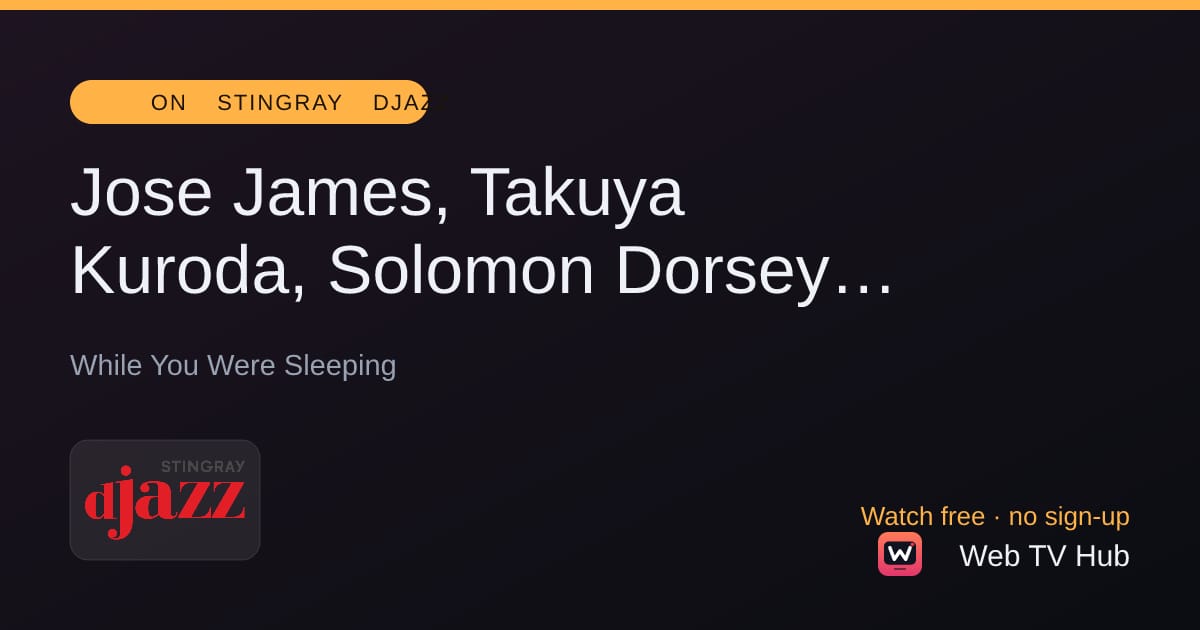 ON STINGRAY DJAZZ
Jose James, Takuya
Kuroda, Solomon Dorsey…
While You Were Sleeping
STINGRAY
djazz
Watch free · no sign-up
W
Web TV Hub